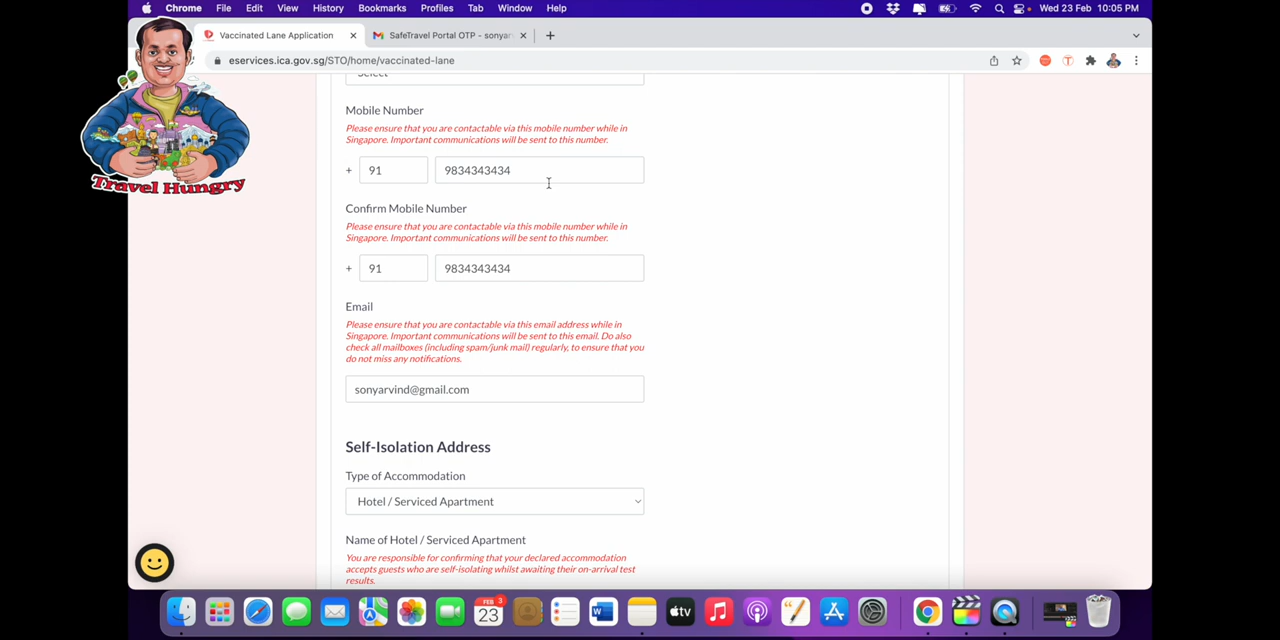 Chrome File Edit View History Bookmarks Profiles Tab Window Help Wed 23 Feb 10:05 PM
Vaccinated Lane Application SafeTravel Portal OTP - sonyar
eservices.ica.gov.sg/STO/home/vaccinated-lane
Travel Hungry
Select
Mobile Number
Please ensure that you are contactable via this mobile number while in
Singapore. Important communications will be sent to this number.
+ 91 9834343434
Confirm Mobile Number
Please ensure that you are contactable via this mobile number while in
Singapore. Important communications will be sent to this number.
+ 91 9834343434
Email
Please ensure that you are contactable via this email address while in
Singapore. Important communications will be sent to this email. Do also
check all mailboxes (including spam/junk mail) regularly, to ensure that you
do not miss any notifications.
sonyarvind@gmail.com
Self-Isolation Address
Type of Accommodation
Hotel / Serviced Apartment
Name of Hotel / Serviced Apartment
You are responsible for confirming that your declared accommodation
accepts guests who are self-isolating whilst awaiting their on-arrival test
results.
FEB 3
23
W
tv